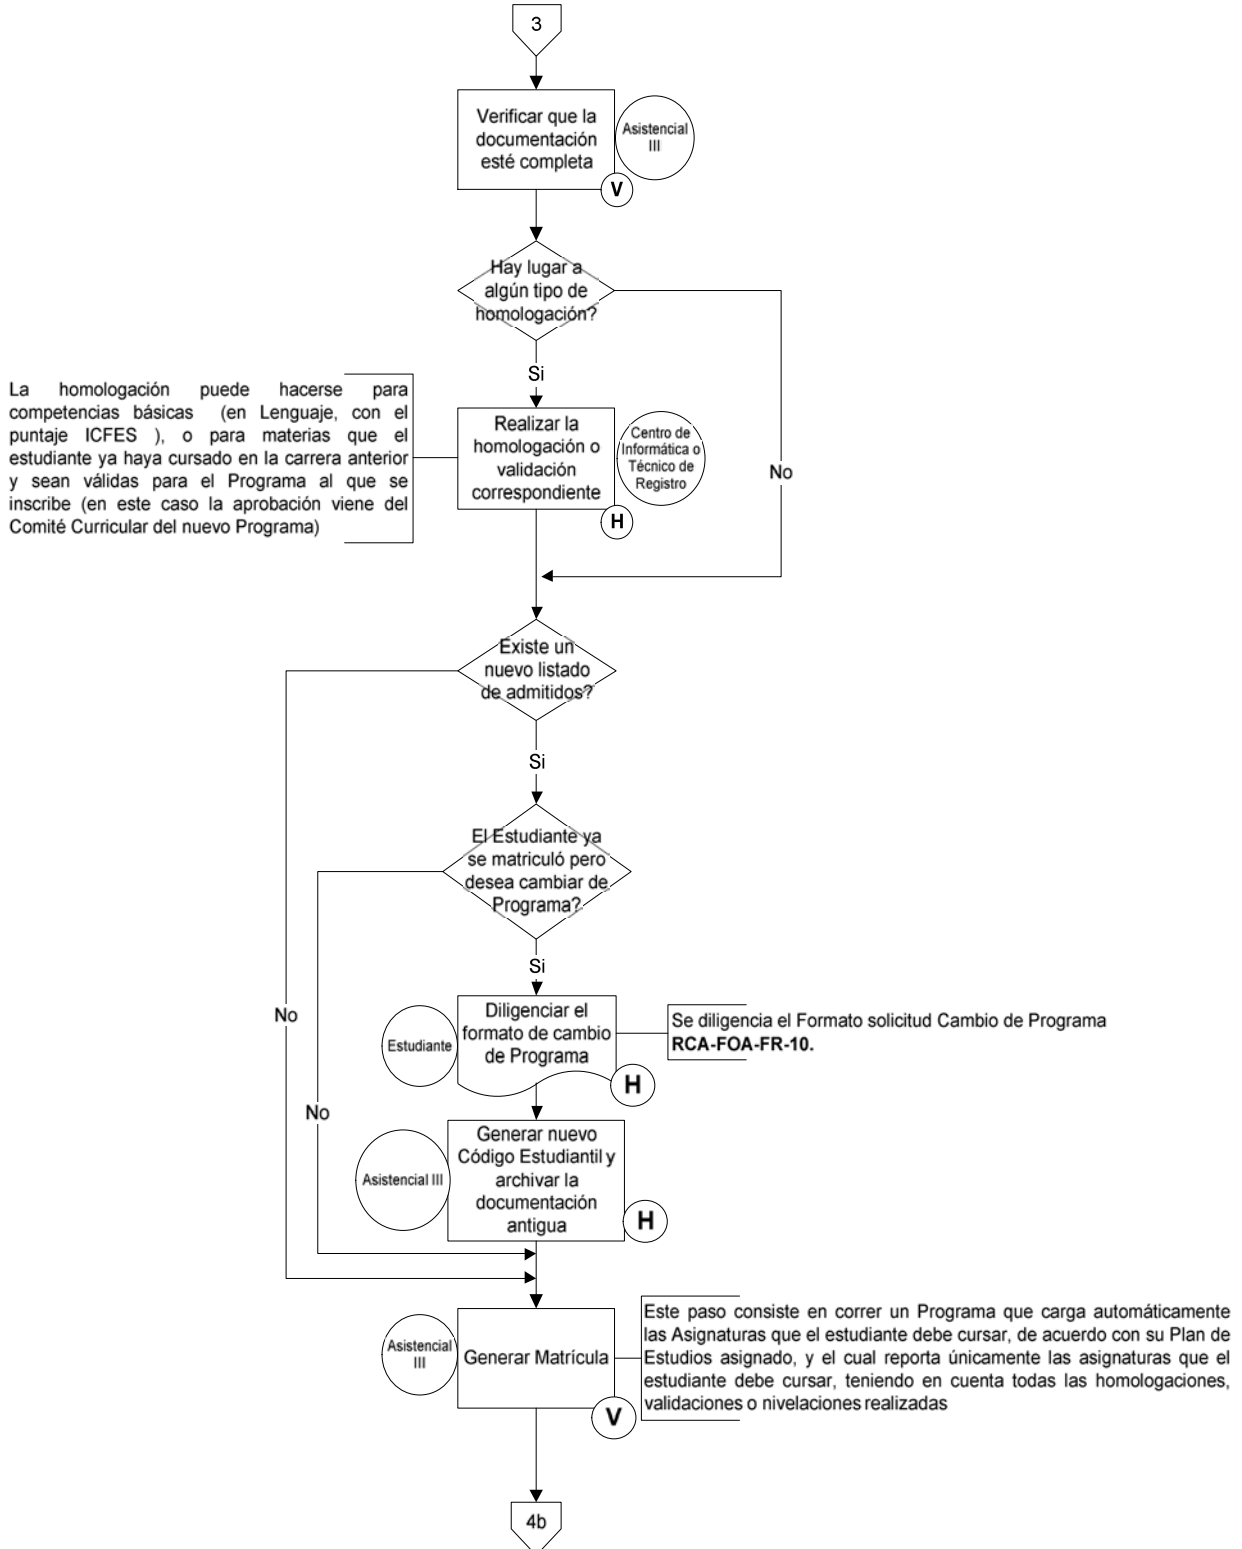 3
Verificar que la
documentación
esté completa
Asistencial
III
V
Hay lugar a
algún tipo de
homologación?
Si
No
La homologación puede hacerse para
competencias básicas (en Lenguaje, con el
puntaje ICFES ), o para materias que el
estudiante ya haya cursado en la carrera anterior
y sean válidas para el Programa al que se
inscribe (en este caso la aprobación viene del
Comité Curricular del nuevo Programa)
Realizar la
homologación o
validación
correspondiente
Centro de
Informática o
Técnico de
Registro
H
Existe un
nuevo listado
de admitidos?
Si
El Estudiante ya
se matriculó pero
desea cambiar de
Programa?
Si
No
No
Diligenciar el
formato de cambio
de Programa
Estudiante
H
Se diligencia el Formato solicitud Cambio de Programa
RCA-FOA-FR-10.
Generar nuevo
Código Estudiantil y
archivar la
documentación
antigua
Asistencial III
H
Asistencial
III
Generar Matrícula
V
Este paso consiste en correr un Programa que carga automáticamente
las Asignaturas que el estudiante debe cursar, de acuerdo con su Plan de
Estudios asignado, y el cual reporta únicamente las asignaturas que el
estudiante debe cursar, teniendo en cuenta todas las homologaciones,
validaciones o nivelaciones realizadas
4b